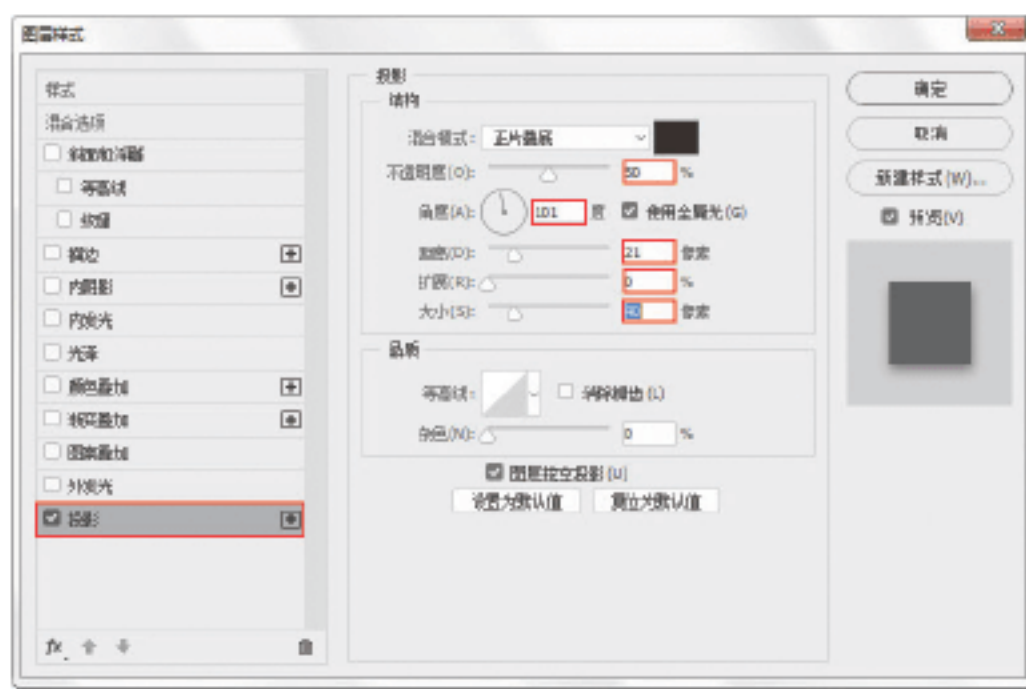 图层样式
样式
混合选项
斜面和浮雕
等高线
纹理
描边
内阴影
内发光
光泽
颜色叠加
渐变叠加
图案叠加
外发光
投影
fx
投影
结构
混合模式: 正片叠底
不透明度(O): 50 %
角度(A): 101 度 使用全局光(G)
距离(D): 21 像素
扩展(R): 0 %
大小(S): 像素
品质
等高线: 消除锯齿(L)
杂色(N): 0 %
图层挖空投影(U)
设置为默认值 复位为默认值
确定
取消
新建样式(W)...
预览(V)